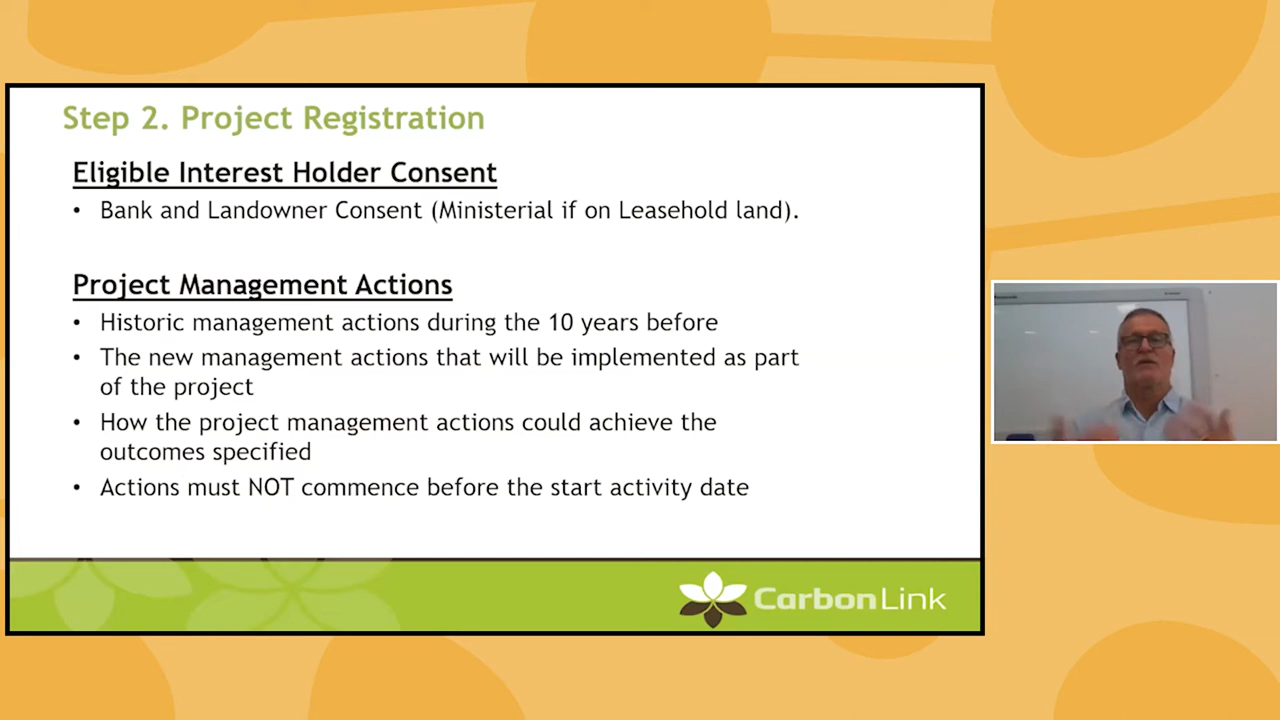 Step 2. Project Registration
Eligible Interest Holder Consent
• Bank and Landowner Consent (Ministerial if on Leasehold land).
Project Management Actions
• Historic management actions during the 10 years before
• The new management actions that will be implemented as part
of the project
• How the project management actions could achieve the
outcomes specified
• Actions must NOT commence before the start activity date
CarbonLink